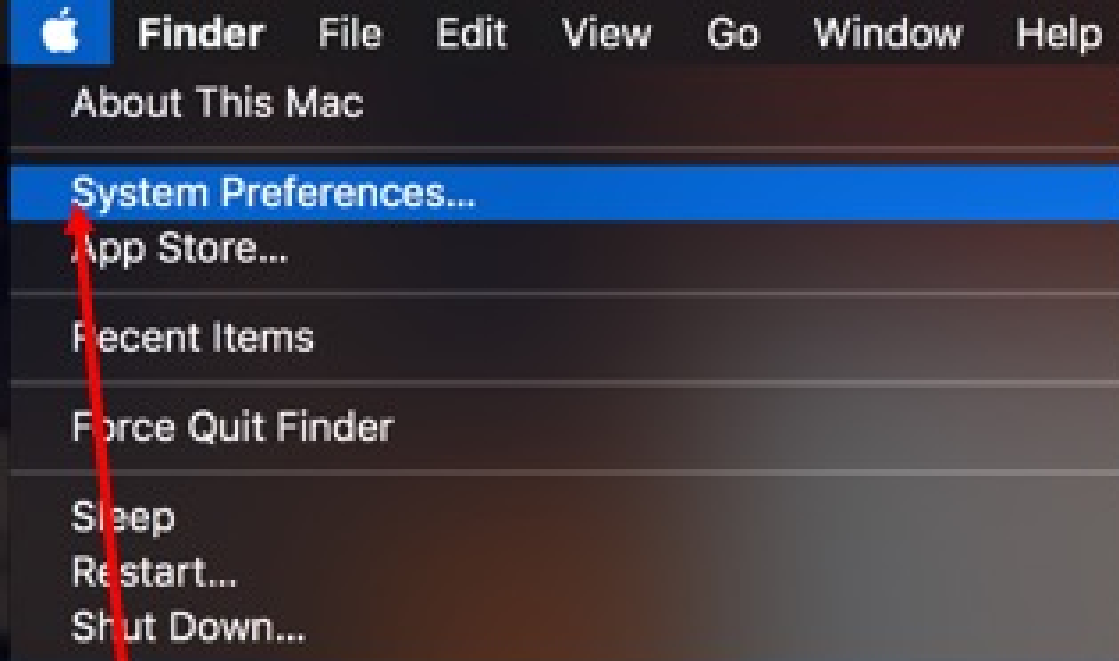 Finder File Edit View Go Window Help
About This Mac
System Preferences...
App Store...
Recent Items
Force Quit Finder
Sleep
Restart...
Shut Down...